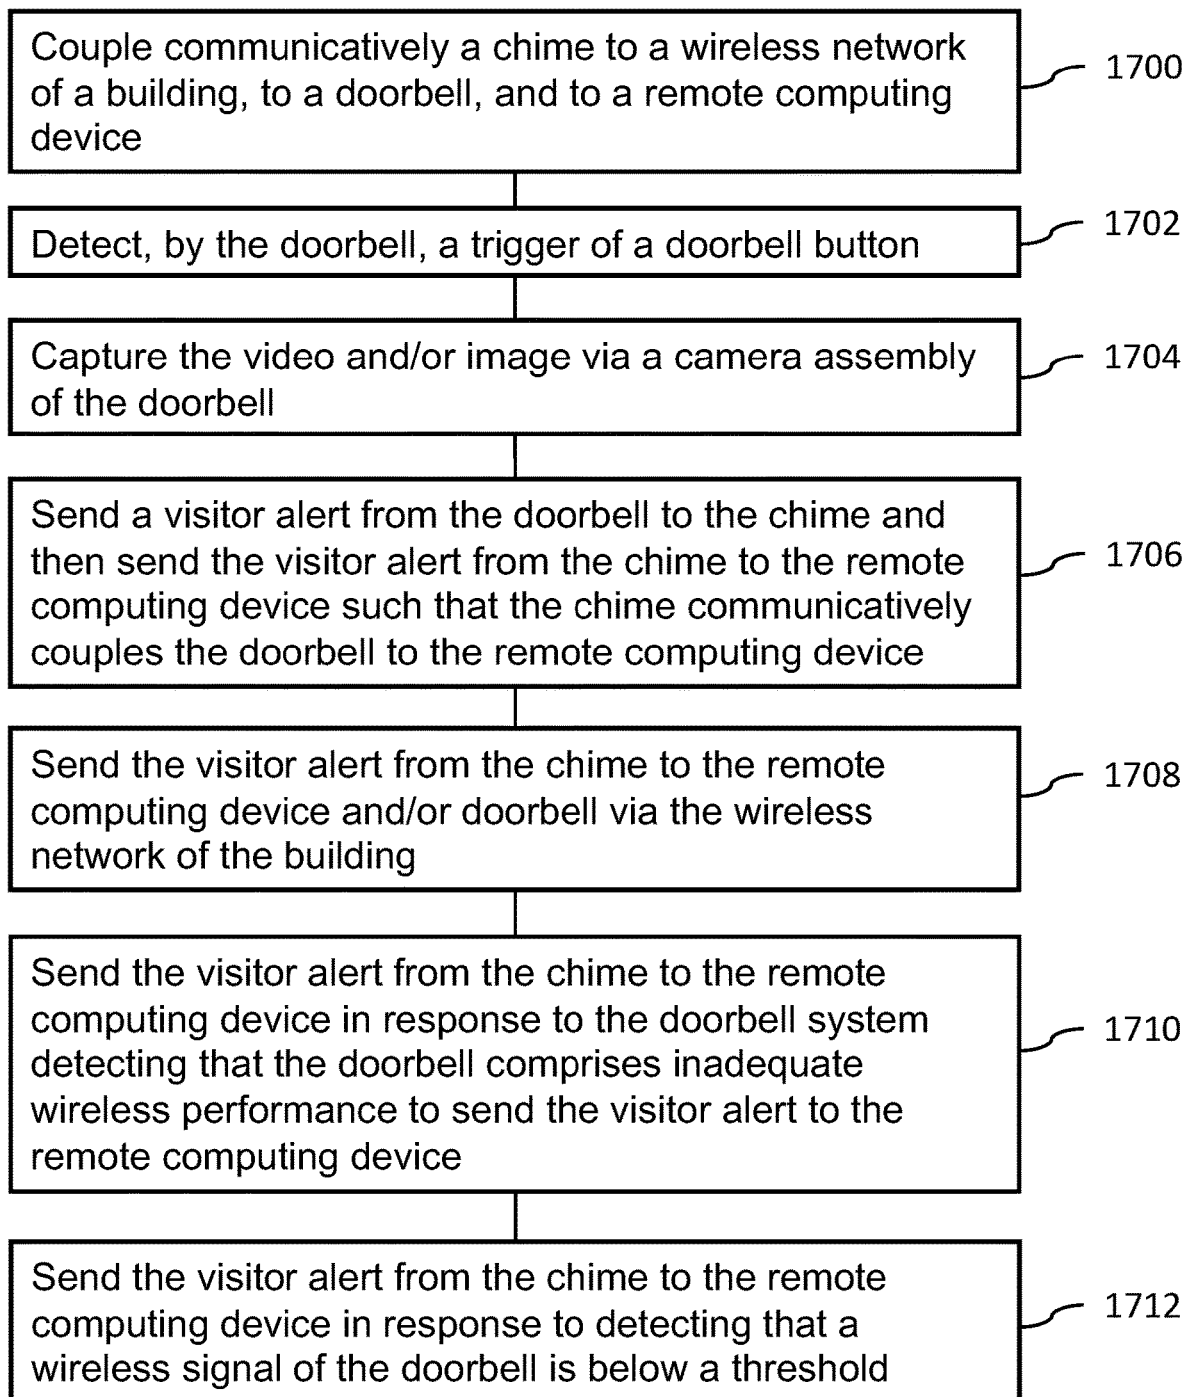 Couple communicatively a chime to a wireless network
of a building, to a doorbell, and to a remote computing
device
1700
Detect, by the doorbell, a trigger of a doorbell button
1702
Capture the video and/or image via a camera assembly
of the doorbell
1704
Send a visitor alert from the doorbell to the chime and
then send the visitor alert from the chime to the remote
computing device such that the chime communicatively
couples the doorbell to the remote computing device
1706
Send the visitor alert from the chime to the remote
computing device and/or doorbell via the wireless
network of the building
1708
Send the visitor alert from the chime to the remote
computing device in response to the doorbell system
detecting that the doorbell comprises inadequate
wireless performance to send the visitor alert to the
remote computing device
1710
Send the visitor alert from the chime to the remote
computing device in response to detecting that a
wireless signal of the doorbell is below a threshold
1712